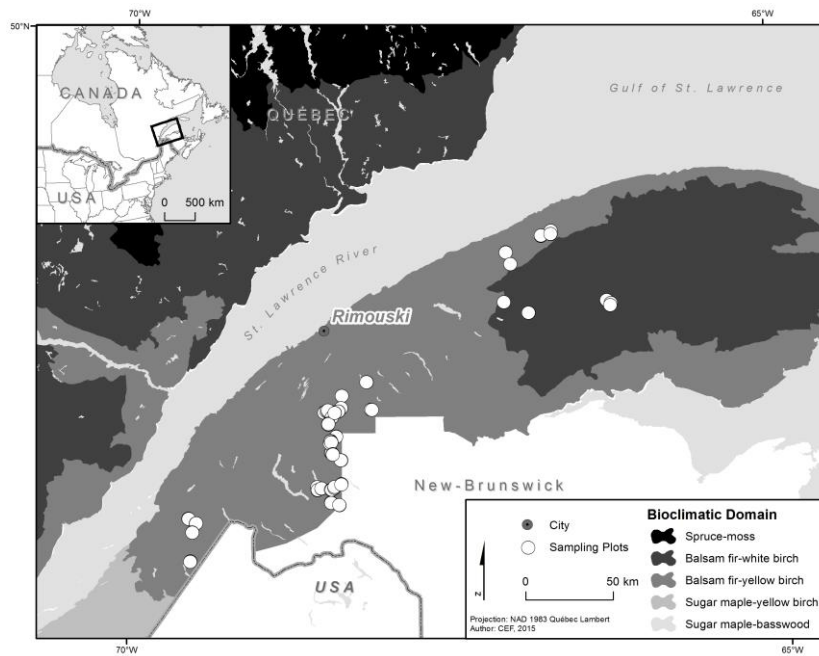 70°W
65°W
50°N
CANADA
USA
0 500 km
QUÉBEC
Gulf of St. Lawrence
St. Lawrence River
Rimouski
New-Brunswick
USA
City
Sampling Plots
0 50 km
Z
Projection: NAD 1983 Québec Lambert
Author: CEF, 2015
Bioclimatic Domain
Spruce-moss
Balsam fir-white birch
Balsam fir-yellow birch
Sugar maple-yellow birch
Sugar maple-basswood
70°W
65°W